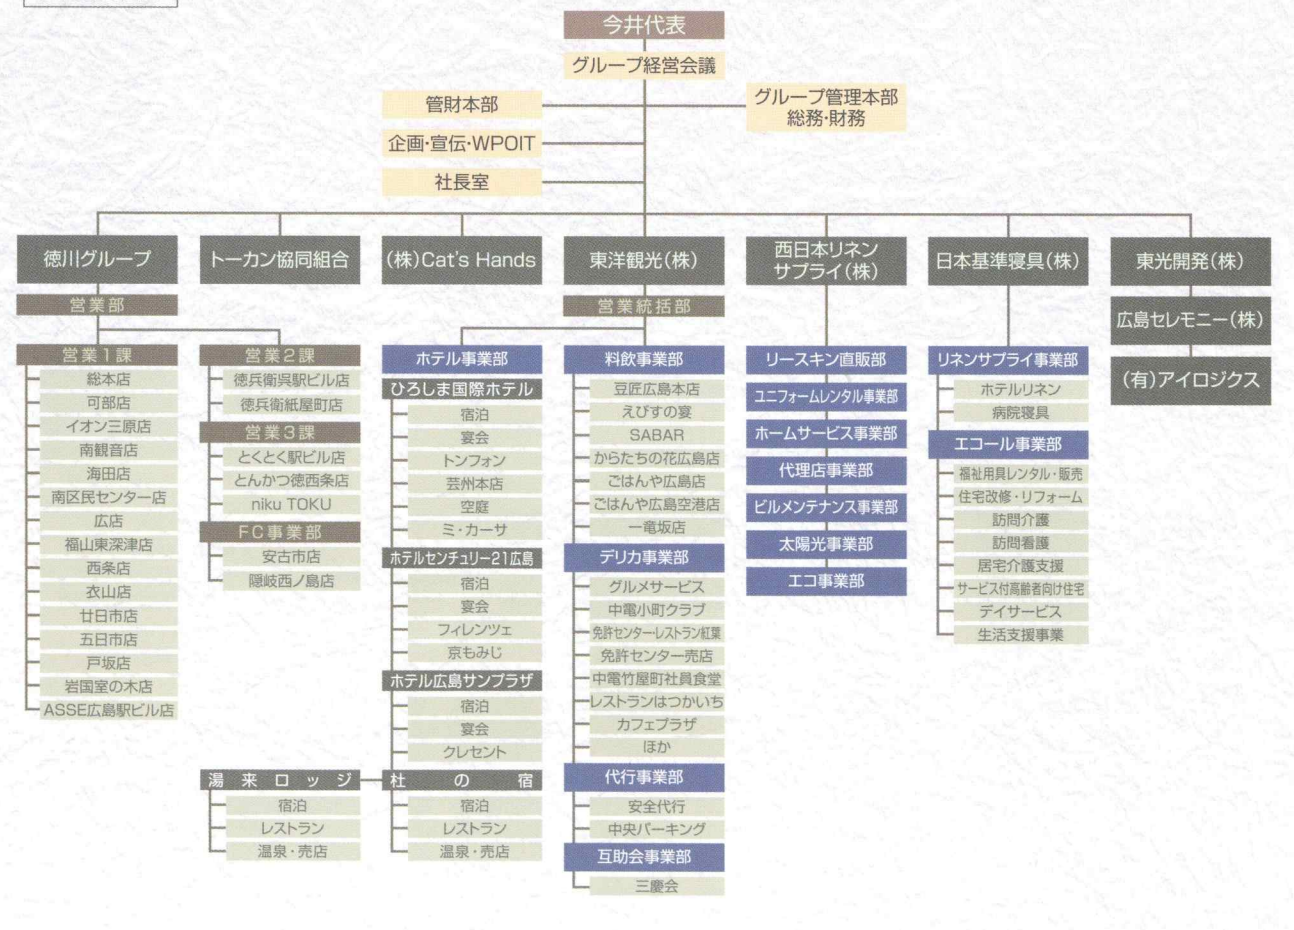 今井代表
グループ経営会議
管財本部
グループ管理本部
総務・財務
企画・宣伝・WPOIT
社長室
徳川グループ
営業部
営業1課
総本店
可部店
イオン三原店
南観音店
海田店
南区民センター店
広店
福山東深津店
西条店
衣山店
廿日市店
五日市店
戸坂店
岩国室の木店
ASSE広島駅ビル店
トーカン協同組合
営業2課
徳兵衛呉駅ビル店
徳兵衛紙屋町店
営業3課
とくとく駅ビル店
とんかつ徳西条店
niku TOKU
FC事業部
安古市店
隠岐西ノ島店
湯来ロッジ
宿泊
レストラン
温泉・売店
(株)Cat's Hands
ホテル事業部
ひろしま国際ホテル
宿泊
宴会
トンフォン
芸州本店
空庭
ミ・カーサ
ホテルセンチュリー21広島
宿泊
宴会
フィレンツェ
京もみじ
ホテル広島サンプラザ
宿泊
宴会
クレセント
杜の宿
宿泊
レストラン
温泉・売店
東洋観光(株)
営業統括部
料飲事業部
豆匠広島本店
えびすの宴
SABAR
からたちの花広島店
ごはんや広島店
ごはんや広島空港店
一竜坂店
デリカ事業部
グルメサービス
中電小町クラブ
免許センター・レストラン紅葉
免許センター売店
中電竹屋町社員食堂
レストランはつかいち
カフェプラザ
ほか
代行事業部
安全代行
中央パーキング
互助会事業部
三慶会
西日本リネン
サプライ(株)
リースキン直販部
ユニフォームレンタル事業部
ホームサービス事業部
代理店事業部
ビルメンテナンス事業部
太陽光事業部
エコ事業部
日本基準寝具(株)
リネンサプライ事業部
ホテルリネン
病院寝具
エコール事業部
福祉用具レンタル・販売
住宅改修・リフォーム
訪問介護
訪問看護
居宅介護支援
サービス付高齢者向け住宅
デイサービス
生活支援事業
東光開発(株)
広島セレモニー(株)
(有)アイロジクス